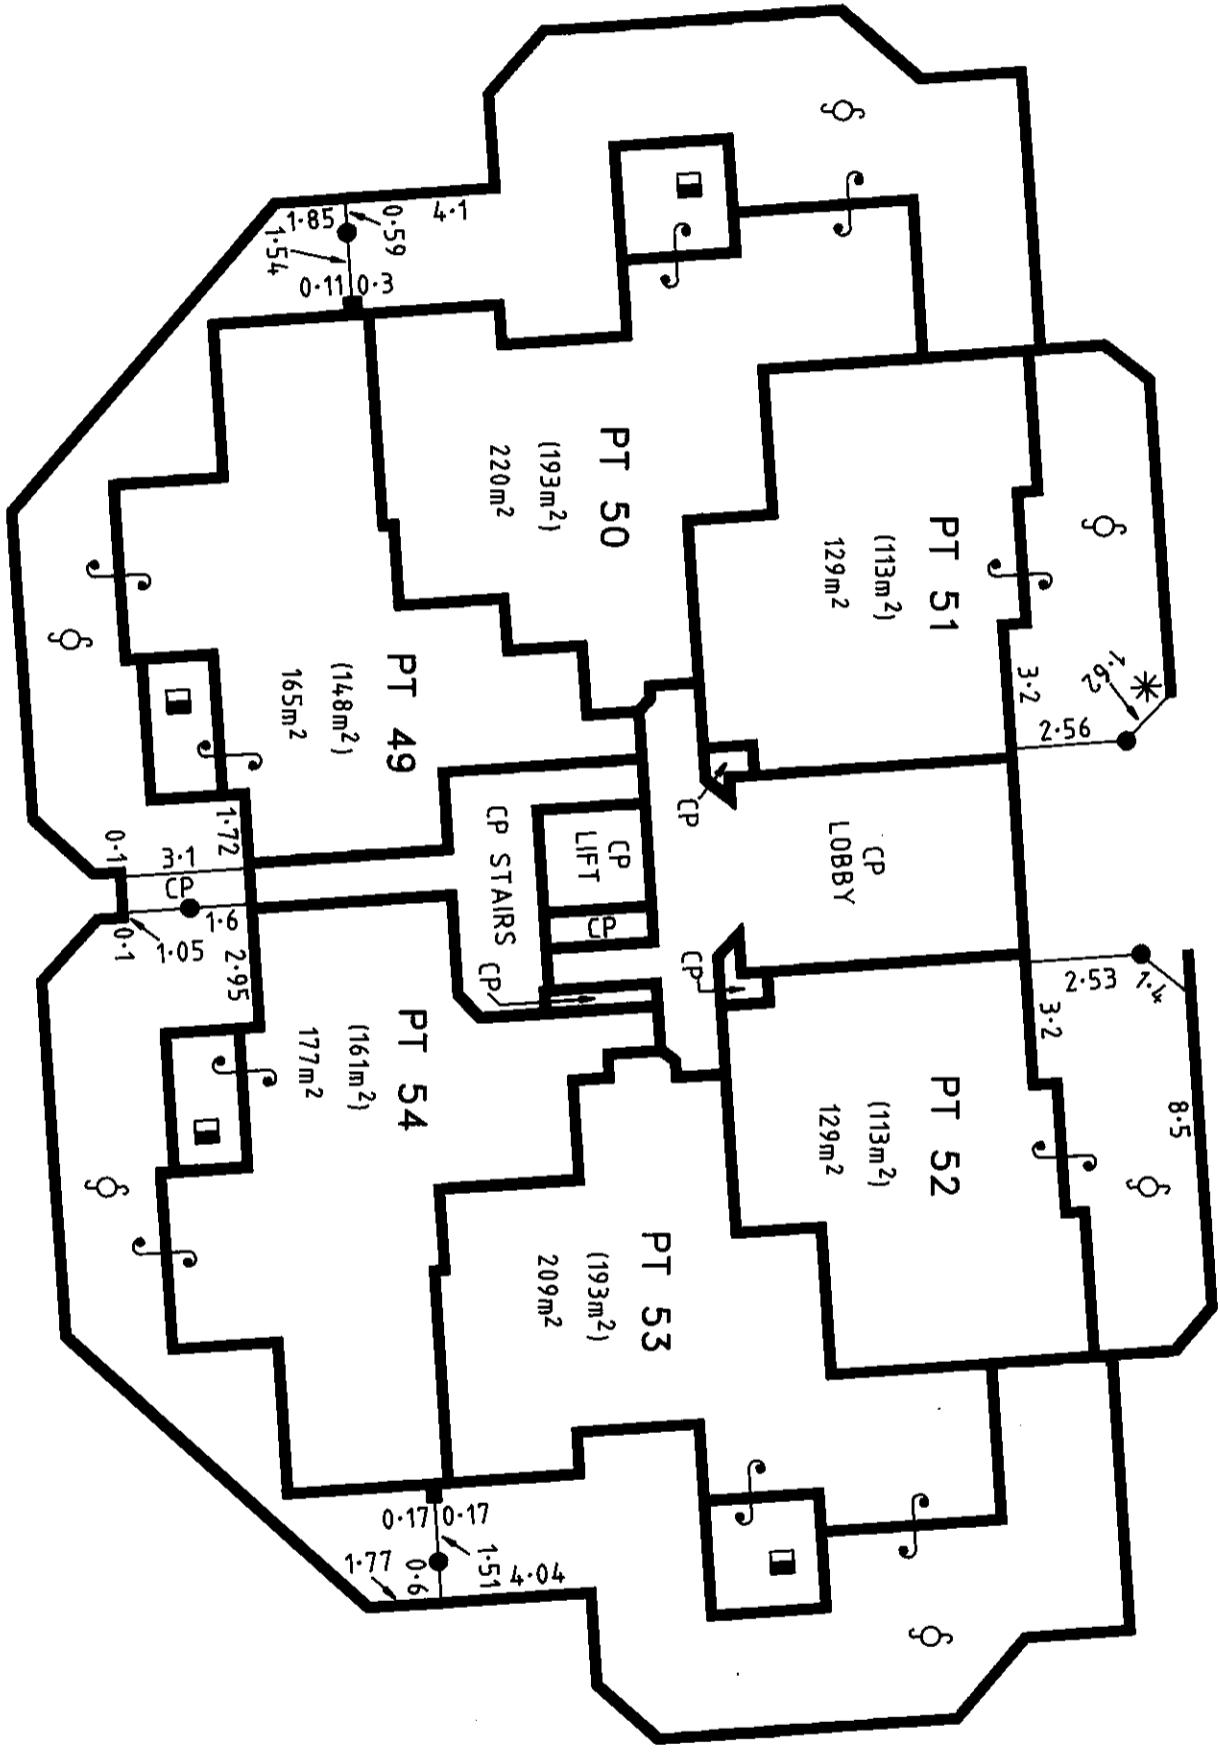 4·1
0·59
1·85
1·54
0·11
0·3
PT 50
(193m²)
220m²
PT 51
(113m²)
129m²
3·2
1·62
2·56
PT 49
(148m²)
165m²
1·72
0·1
3·1
CP
1·6
0·1
1·05
2·95
CP STAIRS
CP
LIFT
CP
CP
CP
LOBBY
CP
CP
2·53
1·4
3·2
8·5
PT 52
(113m²)
129m²
PT 54
(161m²)
177m²
PT 53
(193m²)
209m²
0·17
0·17
1·77
0·6
1·51
4·04